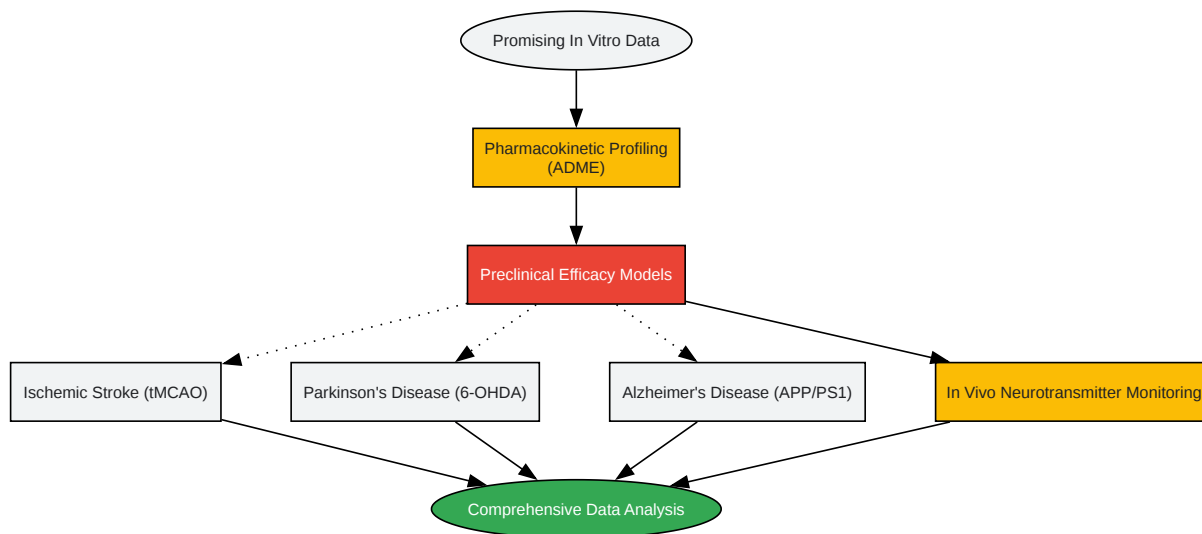 Promising In Vitro Data
Pharmacokinetic Profiling
(ADME)
Preclinical Efficacy Models
Ischemic Stroke (tMCAO)
Parkinson's Disease (6-OHDA)
Alzheimer's Disease (APP/PS1)
In Vivo Neurotransmitter Monitoring
Comprehensive Data Analysis